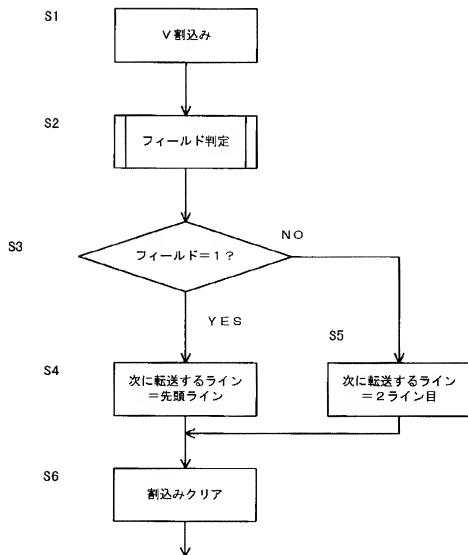 S1
V割込み
S2
フィールド判定
S3
フィールド=1?
NO
YES
S4
次に転送するライン
=先頭ライン
S5
次に転送するライン
=2ライン目
S6
割込みクリア